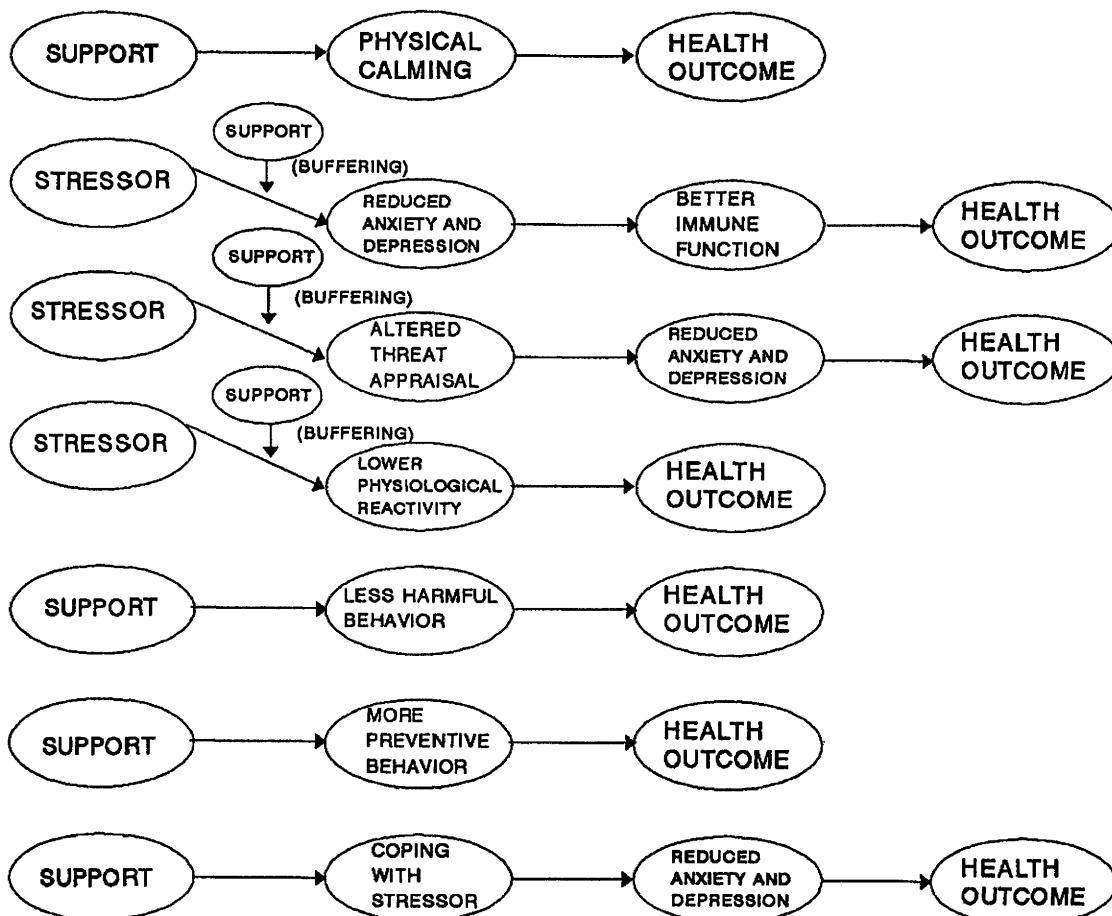 SUPPORT
PHYSICAL
CALMING
HEALTH
OUTCOME
SUPPORT
(BUFFERING)
STRESSOR
REDUCED
ANXIETY AND
DEPRESSION
BETTER
IMMUNE
FUNCTION
HEALTH
OUTCOME
SUPPORT
(BUFFERING)
STRESSOR
ALTERED
THREAT
APPRAISAL
REDUCED
ANXIETY AND
DEPRESSION
HEALTH
OUTCOME
SUPPORT
(BUFFERING)
STRESSOR
LOWER
PHYSIOLOGICAL
REACTIVITY
HEALTH
OUTCOME
SUPPORT
LESS HARMFUL
BEHAVIOR
HEALTH
OUTCOME
SUPPORT
MORE
PREVENTIVE
BEHAVIOR
HEALTH
OUTCOME
SUPPORT
COPING
WITH
STRESSOR
REDUCED
ANXIETY AND
DEPRESSION
HEALTH
OUTCOME